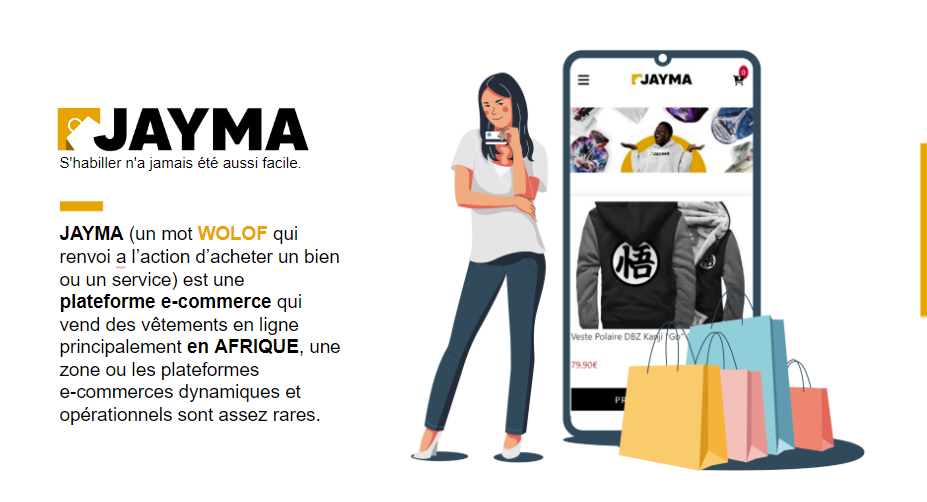 JAYMA
S'habiller n'a jamais été aussi facile.
JAYMA (un mot WOLOF qui
renvoi a l'action d'acheter un bien
ou un service) est une
plateforme e-commerce qui
vend des vêtements en ligne
principalement en AFRIQUE, une
zone ou les plateformes
e-commerces dynamiques et
opérationnels sont assez rares.
JAYMA
0
JAYMA
悟
Veste Polaire DBZ Kanji "Go"
79.90€
PR